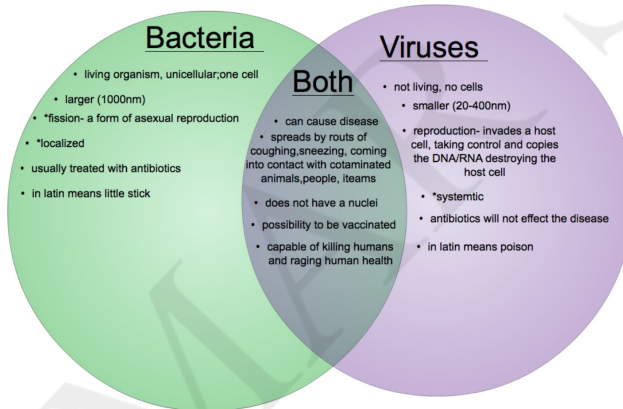 Bacteria
• living organism, unicellular;one cell
• larger (1000nm)
• *fission- a form of asexual reproduction
• *localized
• usually treated with antibiotics
• in latin means little stick
Both
• can cause disease
• spreads by routs of
coughing,sneezing, coming
into contact with cotaminated
animals,people, iteams
• does not have a nuclei
• possibility to be vaccinated
• capable of killing humans
and raging human health
Viruses
• not living, no cells
• smaller (20-400nm)
• reproduction- invades a host
cell, taking control and copies
the DNA/RNA destroying the
host cell
• *systemtic
• antibiotics will not effect the disease
• in latin means poison